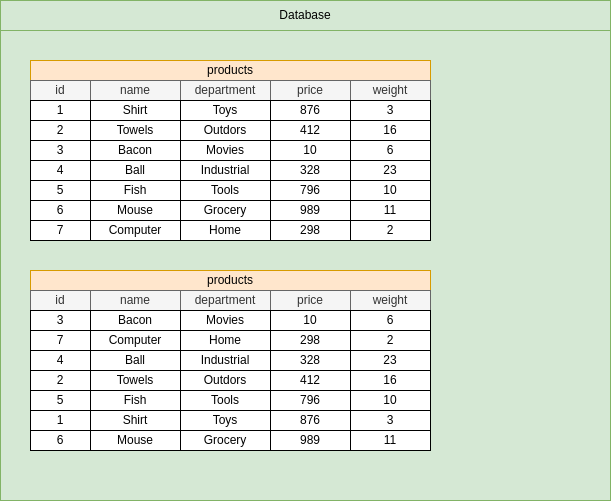 Database
products
id name department price weight
1 Shirt Toys 876 3
2 Towels Outdors 412 16
3 Bacon Movies 10 6
4 Ball Industrial 328 23
5 Fish Tools 796 10
6 Mouse Grocery 989 11
7 Computer Home 298 2
products
id name department price weight
3 Bacon Movies 10 6
7 Computer Home 298 2
4 Ball Industrial 328 23
2 Towels Outdors 412 16
5 Fish Tools 796 10
1 Shirt Toys 876 3
6 Mouse Grocery 989 11